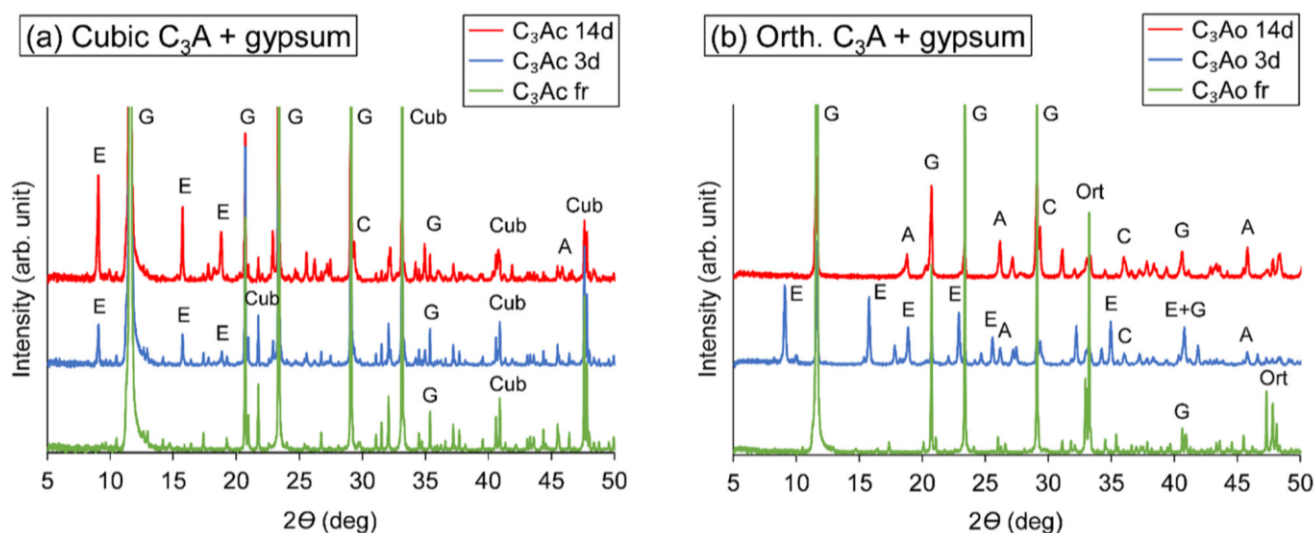 (a) Cubic C₃A + gypsum
C₃Ac 14d
C₃Ac 3d
C₃Ac fr
Intensity (arb. unit)
E G E E G G G C G Cub Cub A Cub
E E E Cub G Cub
G Cub
5 10 15 20 25 30 35 40 45 50
2Θ (deg)
(b) Orth. C₃A + gypsum
C₃Ao 14d
C₃Ao 3d
C₃Ao fr
Intensity (arb. unit)
G A G G A G C Ort C G A
E E E E E A E C E+G A
G Ort
5 10 15 20 25 30 35 40 45 50
2Θ (deg)